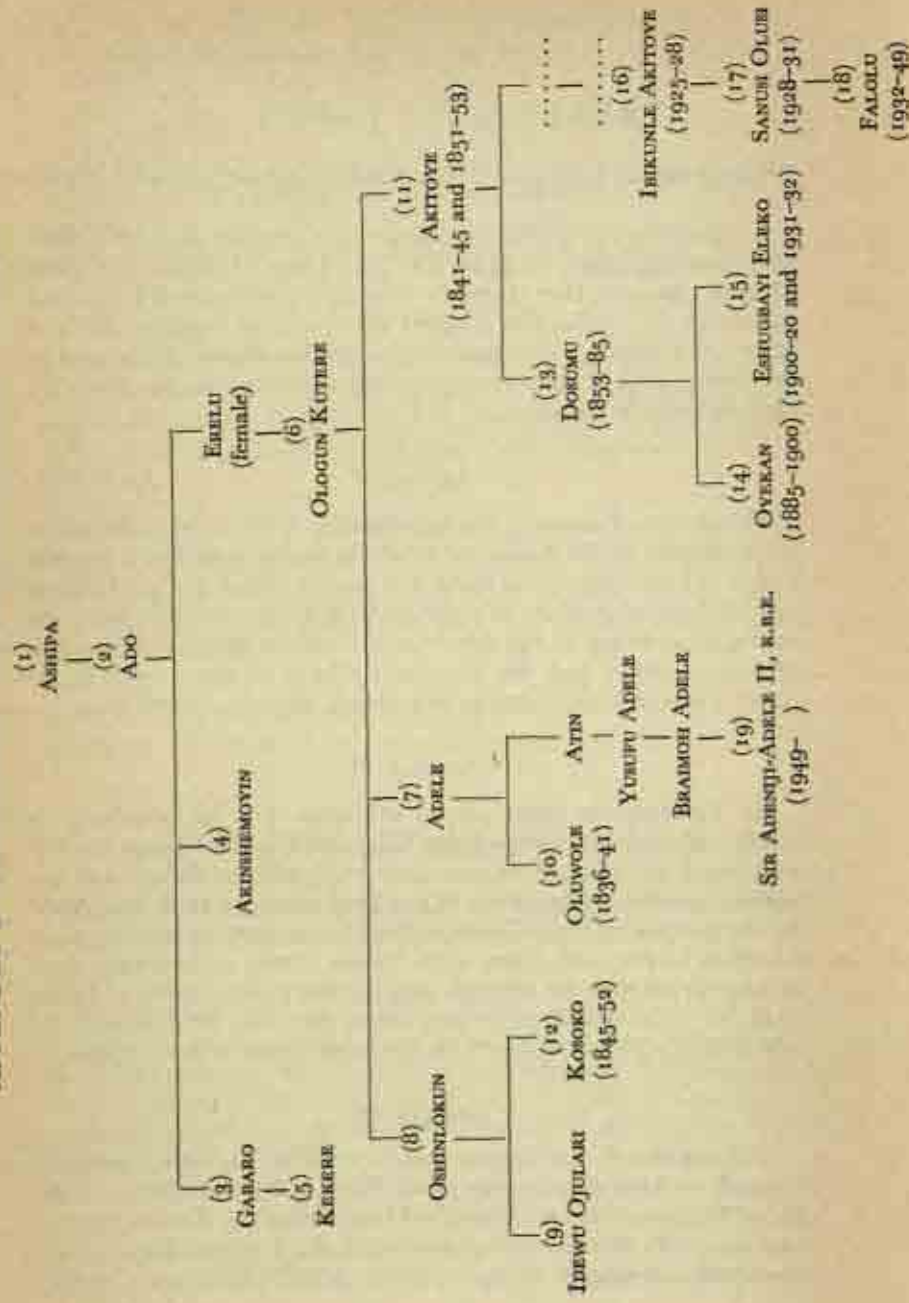 (1)
ASHIPA
(2)
ADO
(3)
GABARO
(5)
KEKERE
(4)
AKINSHEMOYIN
ERELU
(female)
(6)
OLOGUN KUTERE
(8)
OSHINLOKUN
(9)
IDEWU OJULARI
(12)
KOSOKO
(1845–52)
(7)
ADELE
(10)
OLUWOLE
(1836–41)
ATIN
YUSUFU ADELE
BRAIMOH ADELE
(19)
SIR ADENIJI-ADELE II, K.B.E.
(1949– )
(11)
AKITOYE
(1841–45 and 1851–53)
(13)
DOSUMU
(1853–85)
(14)
OYEKAN
(1885–1900)
(15)
ESHUGBAYI ELEKO
(1900–20 and 1931–32)
.......
.......
(16)
IBIKUNLE AKITOYE
(1925–28)
(17)
SANUSI OLUSI
(1928–31)
(18)
FALOLU
(1932–49)